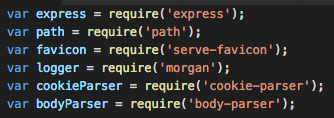 var express = require('express');
var path = require('path');
var favicon = require('serve-favicon');
var logger = require('morgan');
var cookieParser = require('cookie-parser');
var bodyParser = require('body-parser');